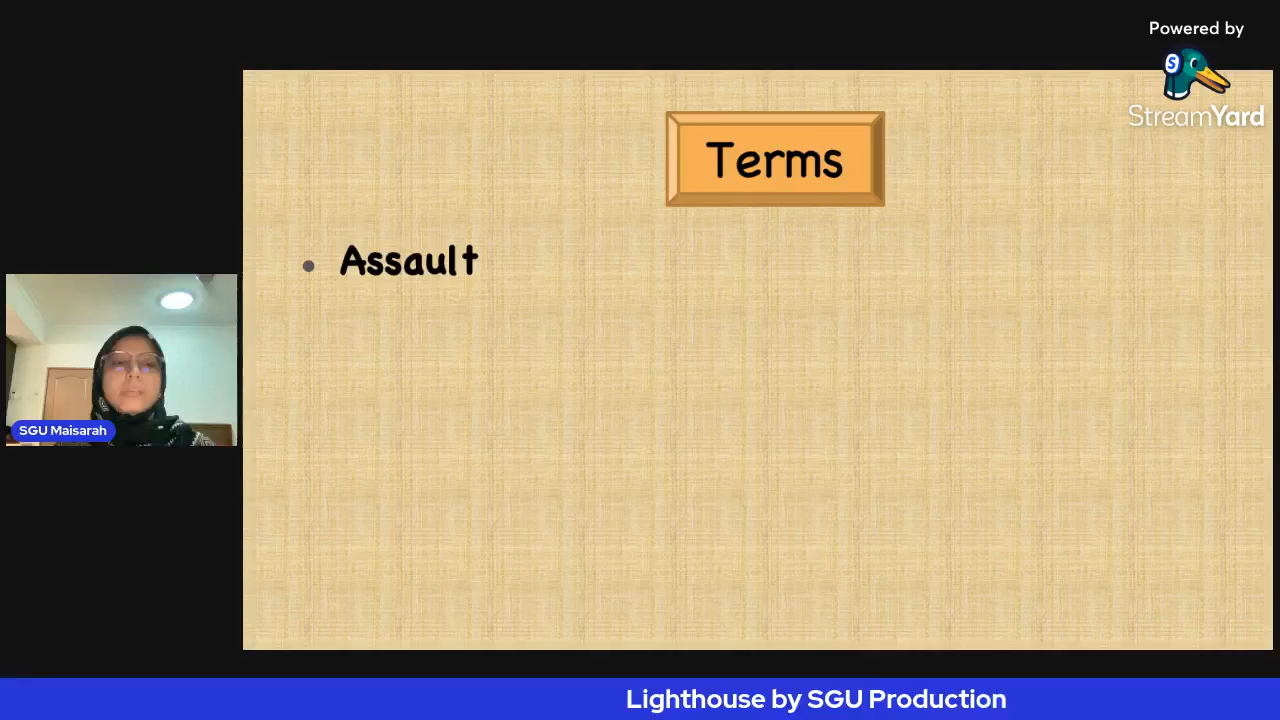 Powered by
StreamYard
Terms
• Assault
SGU Maisarah
Lighthouse by SGU Production